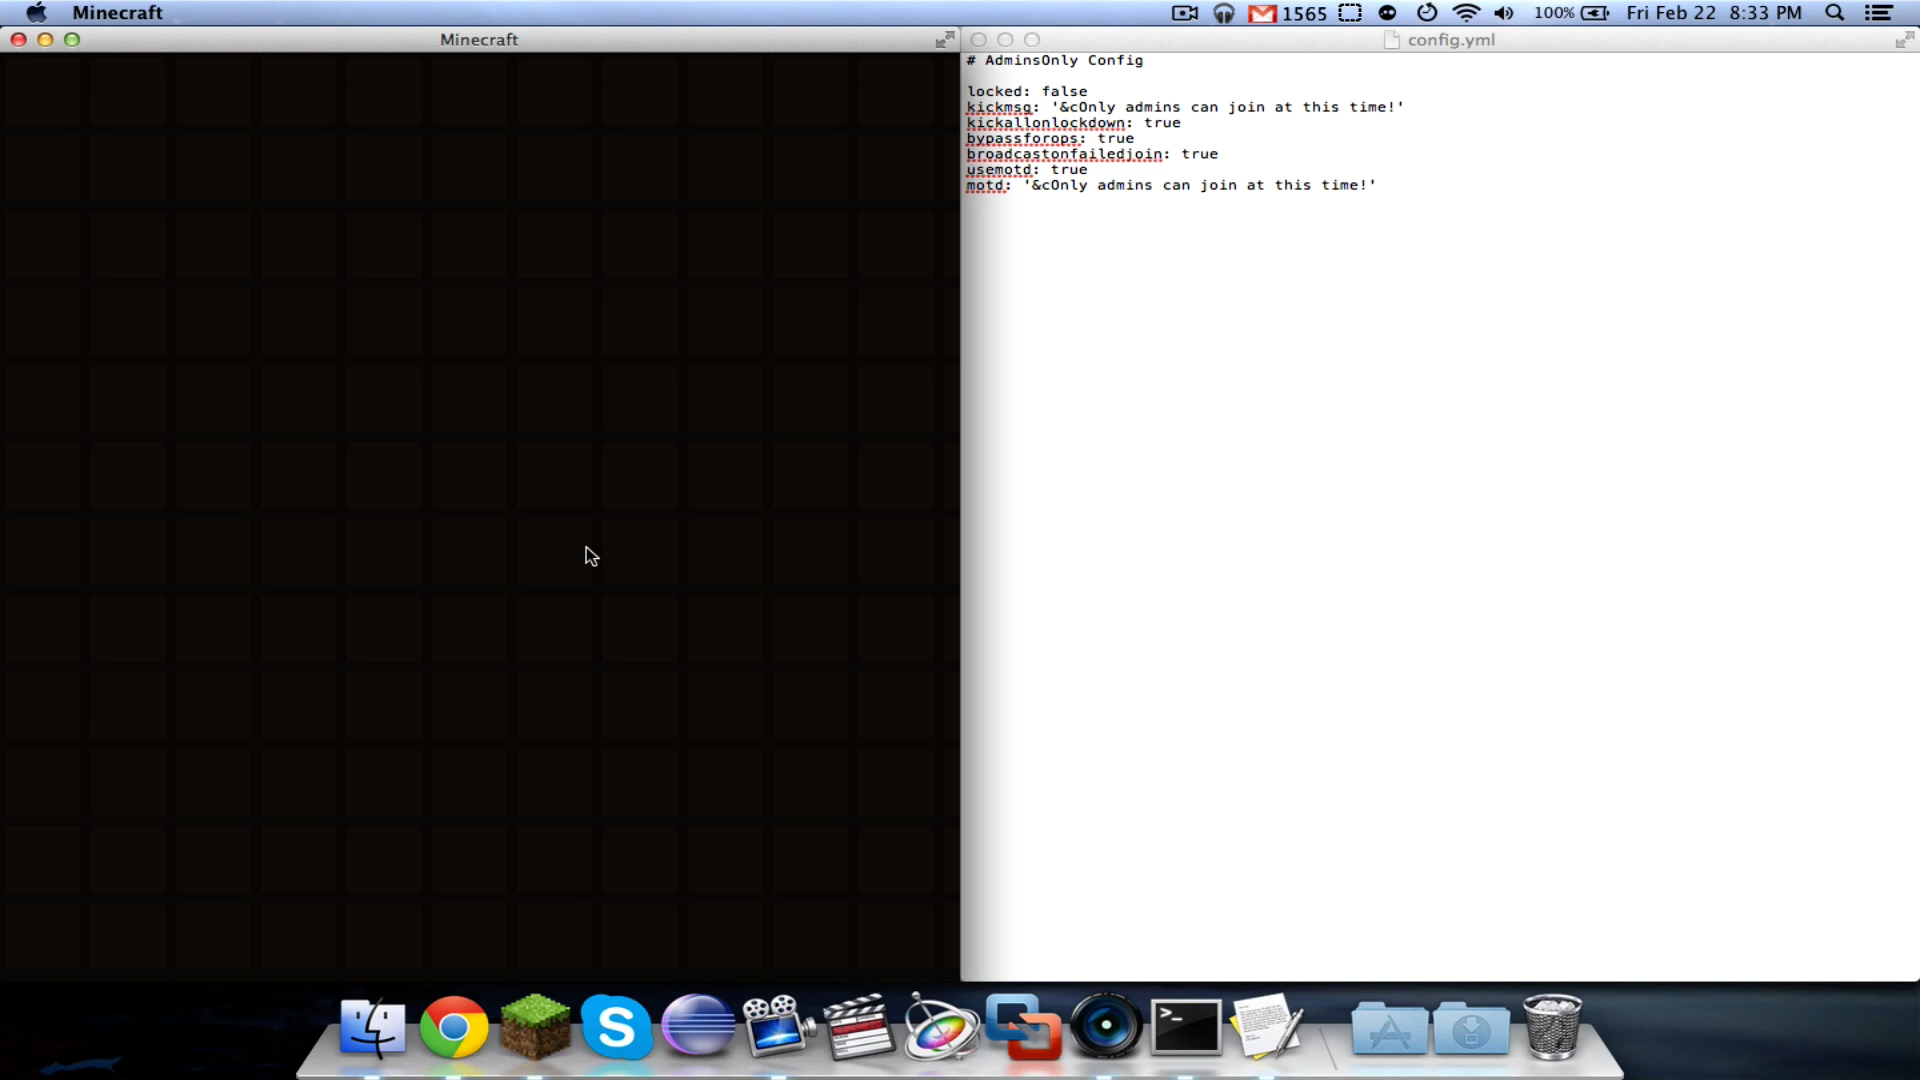 Minecraft
1565
100%
Fri Feb 22 8:33 PM
Minecraft
config.yml
# AdminsOnly Config
locked: false
kickmsg: '&cOnly admins can join at this time!'
kickallonlockdown: true
bypassforops: true
broadcastonfailedjoin: true
usemotd: true
motd: '&cOnly admins can join at this time!'